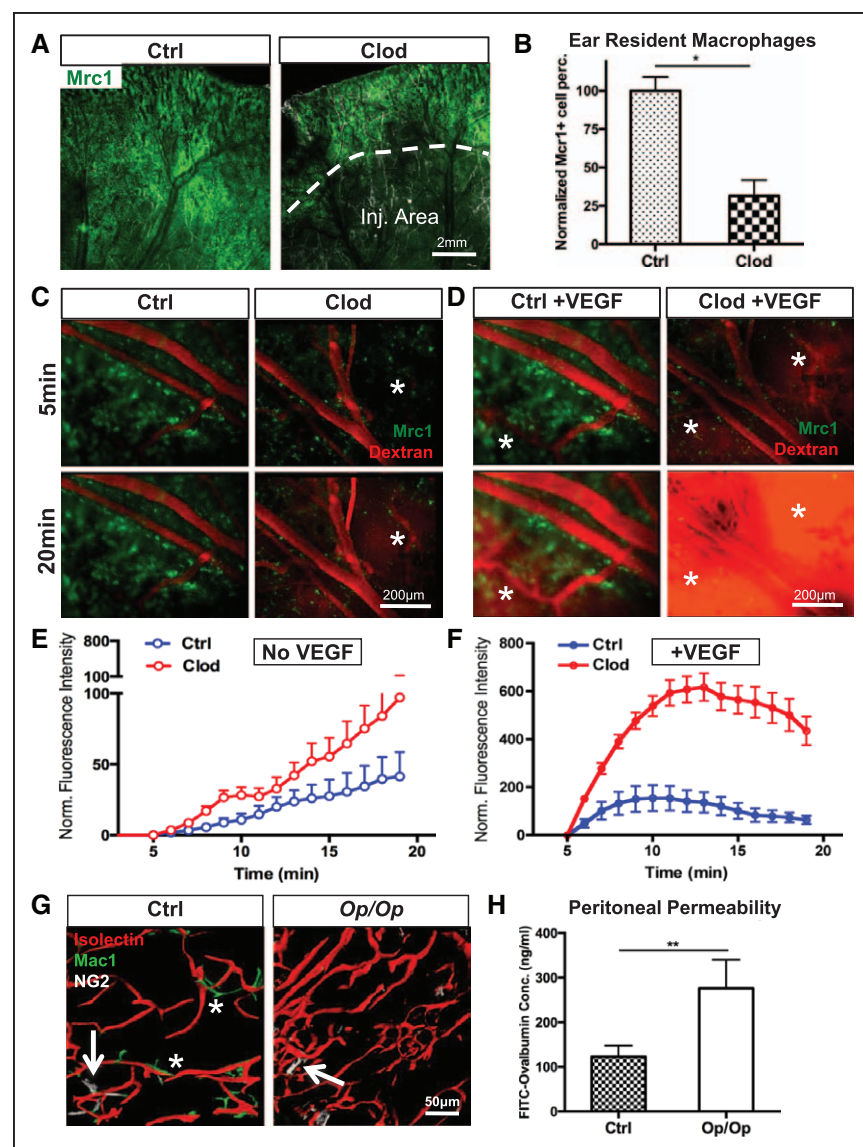 A
Ctrl
Clod
Mrc1
Inj. Area
2mm
B
Ear Resident Macrophages
*
Normalized Mcr1+ cell perc.
100
75
50
25
0
Ctrl
Clod
C
Ctrl
Clod
5min
*
Mrc1
Dextran
20min
*
200µm
D
Ctrl +VEGF
Clod +VEGF
*
*
*
Mrc1
Dextran
*
*
*
200µm
E
No VEGF
Ctrl
Clod
Norm. Fluorescence Intensity
800
100
100
50
0
5
10
15
20
Time (min)
F
+VEGF
Ctrl
Clod
Norm. Fluorescence Intensity
800
600
400
200
0
5
10
15
20
Time (min)
G
Ctrl
Op/Op
Isolectin
Mac1
NG2
*
*
50µm
H
Peritoneal Permeability
**
FITC-Ovalbumin Conc. (ng/ml)
400
300
200
100
0
Ctrl
Op/Op